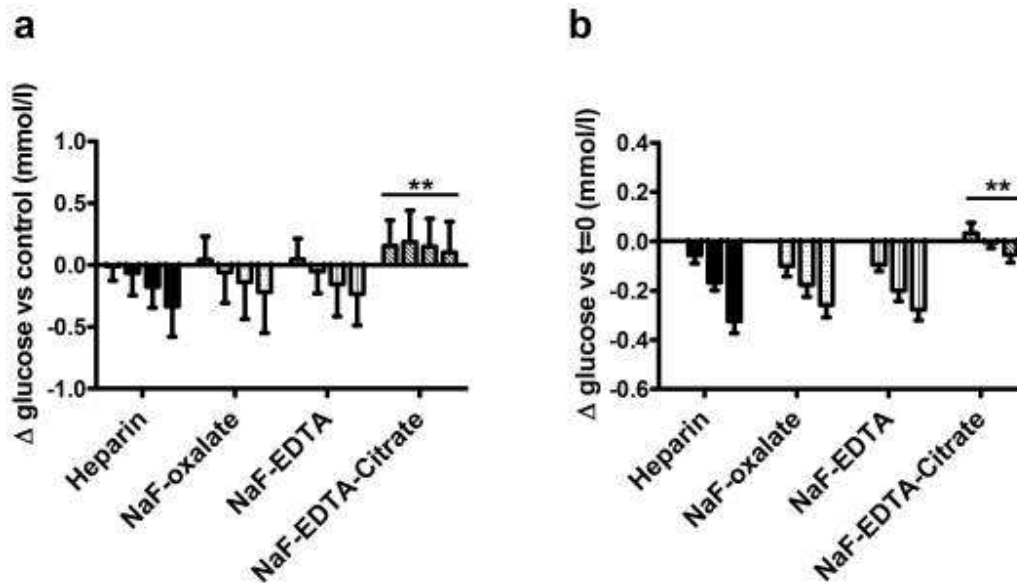 a
Δ glucose vs control (mmol/l)
1.0
0.5
0.0
-0.5
-1.0
**
Heparin
NaF-oxalate
NaF-EDTA
NaF-EDTA-Citrate
b
Δ glucose vs t=0 (mmol/l)
0.4
0.2
0.0
-0.2
-0.4
-0.6
**
Heparin
NaF-oxalate
NaF-EDTA
NaF-EDTA-Citrate